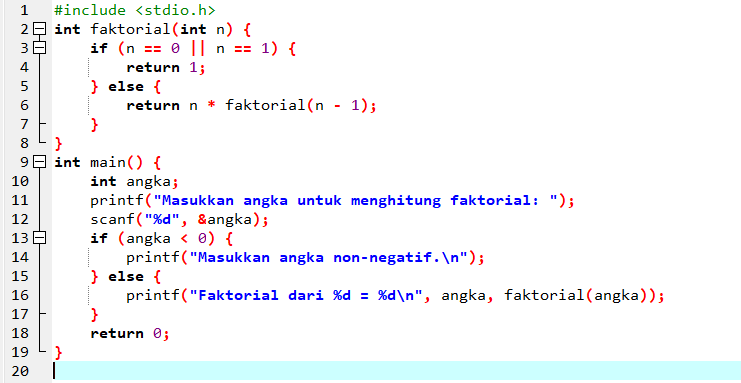 1 #include <stdio.h>
2 int faktorial(int n) {
3     if (n == 0 || n == 1) {
4         return 1;
5     } else {
6         return n * faktorial(n - 1);
7     }
8 }
9 int main() {
10     int angka;
11     printf("Masukkan angka untuk menghitung faktorial: ");
12     scanf("%d", &angka);
13     if (angka < 0) {
14         printf("Masukkan angka non-negatif.\n");
15     } else {
16         printf("Faktorial dari %d = %d\n", angka, faktorial(angka));
17     }
18     return 0;
19 }
20